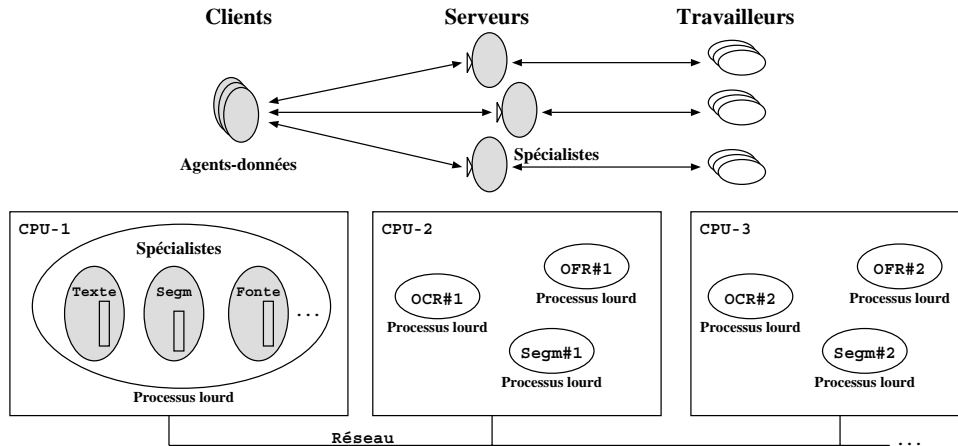 Clients
Serveurs
Travailleurs
Agents-données
Spécialistes
CPU-1
Spécialistes
Texte
Segm
Fonte
...
Processus lourd
CPU-2
OFR#1
Processus lourd
OCR#1
Processus lourd
Segm#1
Processus lourd
CPU-3
OFR#2
Processus lourd
OCR#2
Processus lourd
Segm#2
Processus lourd
Réseau
...